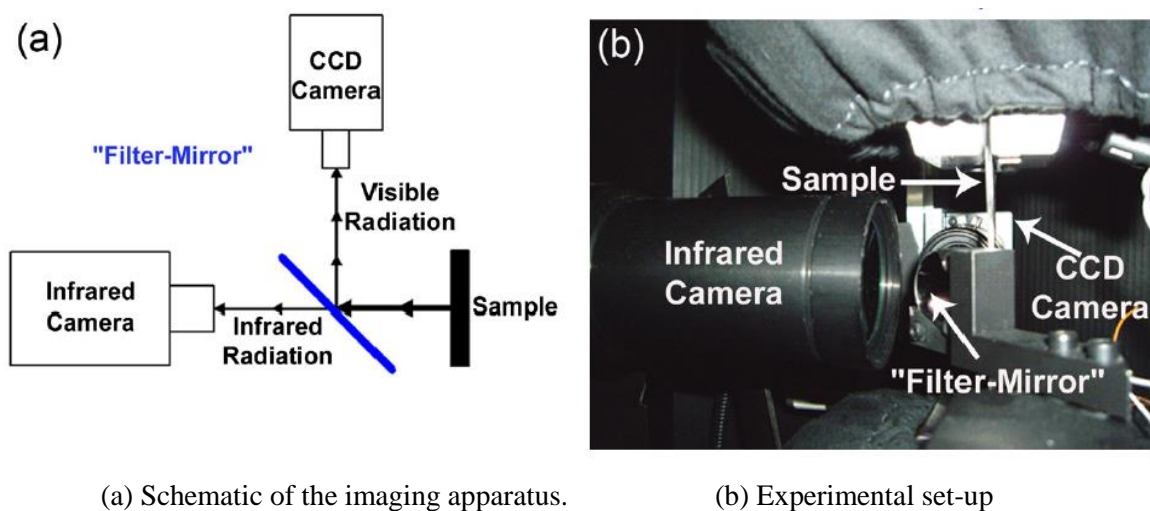 (a)
CCD
Camera
"Filter-Mirror"
Visible
Radiation
Infrared
Camera
Infrared
Radiation
Sample
(b)
Sample
Infrared
Camera
CCD
Camera
"Filter-Mirror"
(a) Schematic of the imaging apparatus.
(b) Experimental set-up